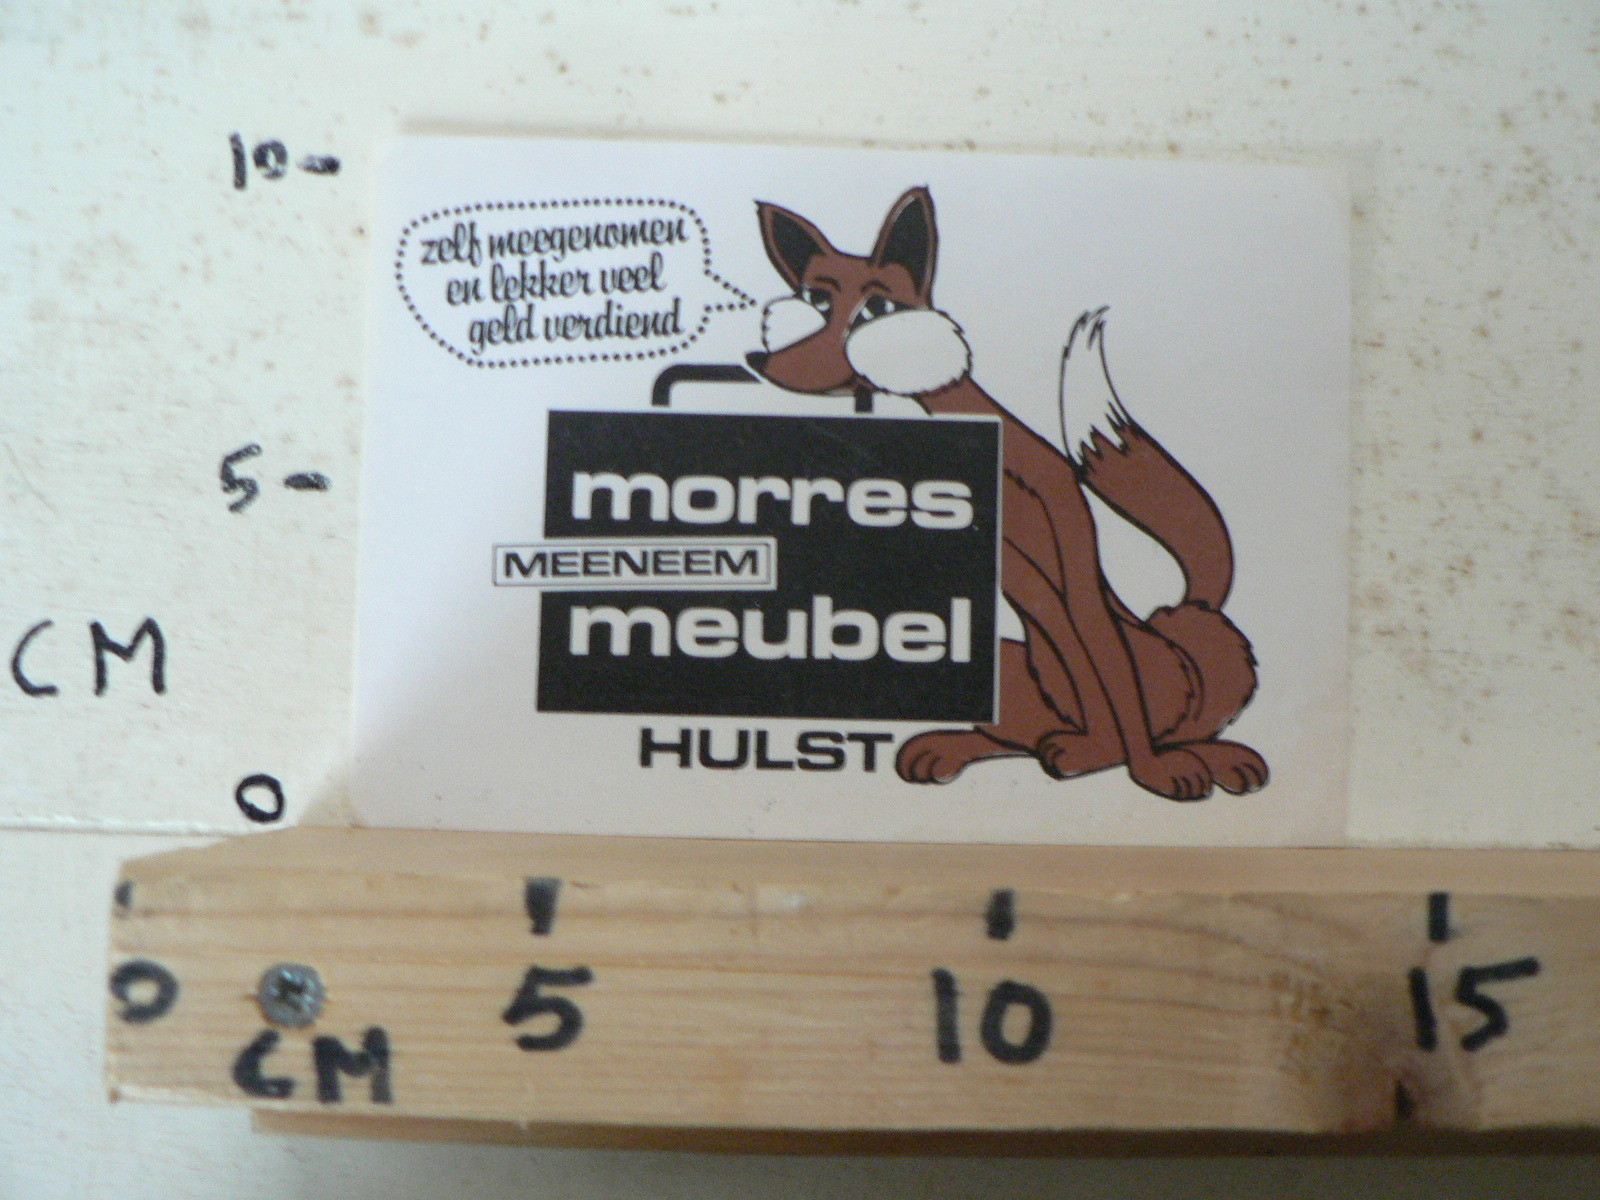 10-
zelf meegenomen
en lekker veel
geld verdiend
5-
morres
MEENEEM
meubel
CM
HULST
0
0 5 10 15
CM